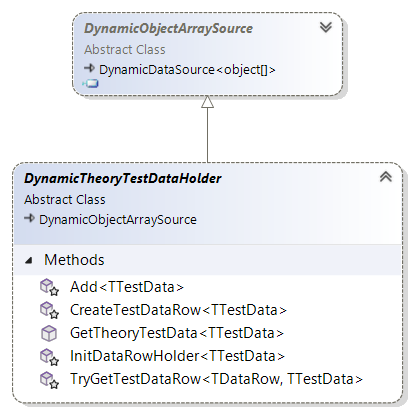 DynamicObjectArraySource
Abstract Class
DynamicDataSource<object[]>
DynamicTheoryTestDataHolder
Abstract Class
DynamicObjectArraySource
Methods
Add<TTestData>
CreateTestDataRow<TTestData>
GetTheoryTestData<TTestData>
InitDataRowHolder<TTestData>
TryGetTestDataRow<TDataRow, TTestData>